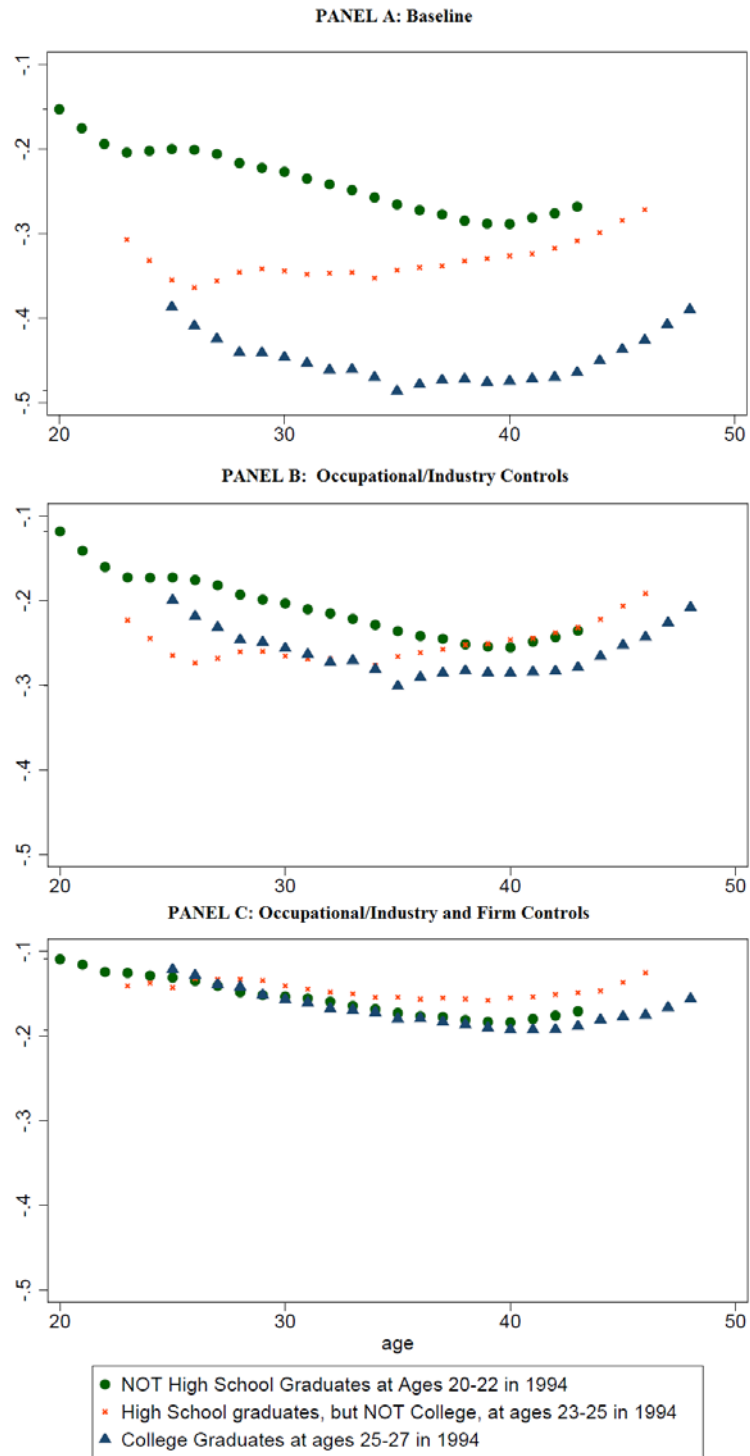 PANEL A: Baseline
-.1
-.2
-.3
-.4
-.5
20 30 40 50
PANEL B: Occupational/Industry Controls
-.1
-.2
-.3
-.4
-.5
20 30 40 50
PANEL C: Occupational/Industry and Firm Controls
-.1
-.2
-.3
-.4
-.5
20 30 40 50
age
NOT High School Graduates at Ages 20-22 in 1994
High School graduates, but NOT College, at ages 23-25 in 1994
College Graduates at ages 25-27 in 1994